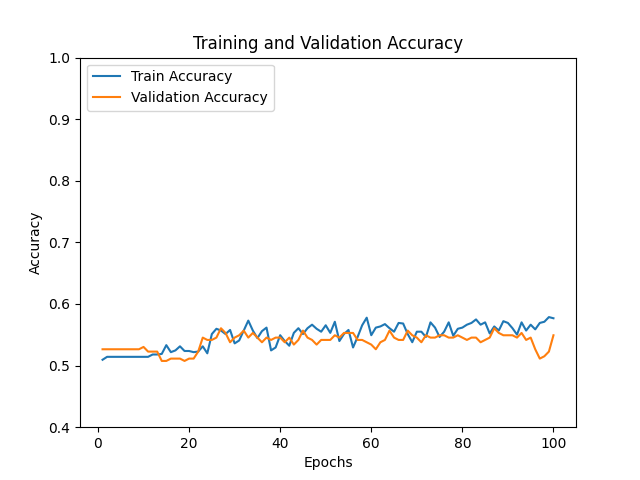 Training and Validation Accuracy
Train Accuracy
Validation Accuracy
1.0
0.9
0.8
0.7
0.6
0.5
0.4
Accuracy
0 20 40 60 80 100
Epochs